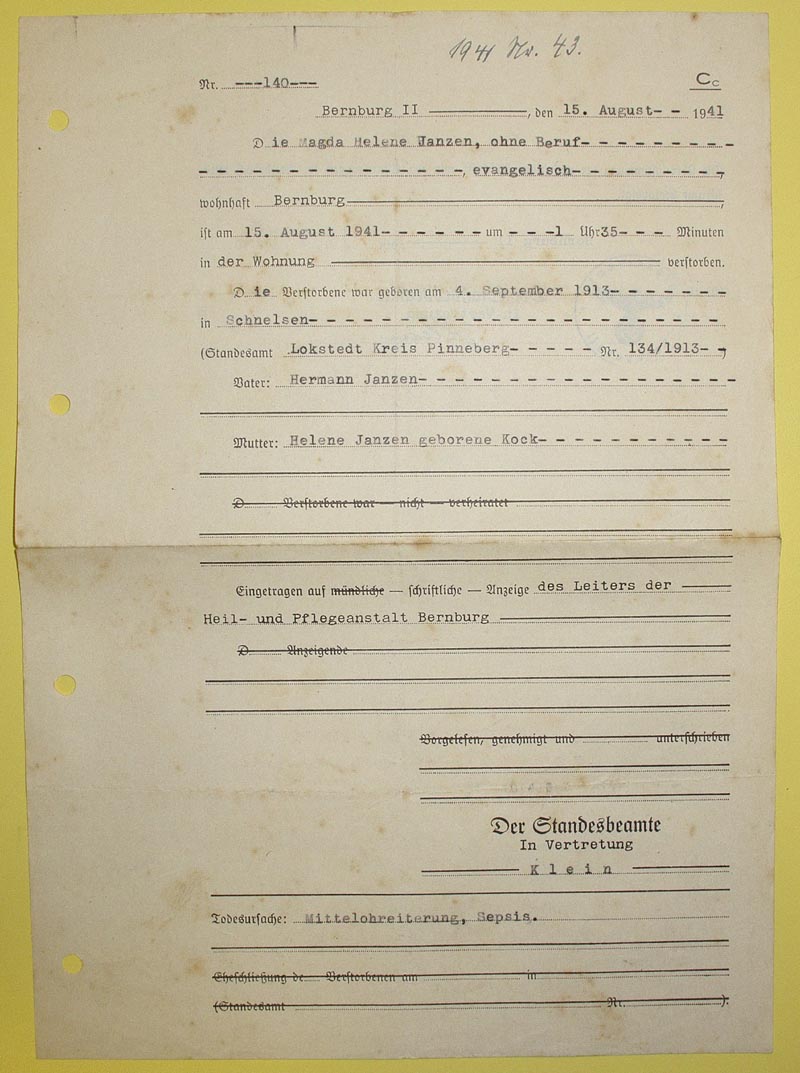 1941 Nr. 43.
Nr. ---140---
Cc
Bernburg II, den 15. August- - 1941
Die Magda Helene Janzen, ohne Beruf- - - - - - - - -
- - - - - - - - - - - - - - -, evangelisch- - - - - - - - -,
wohnhaft Bernburg,
ist am 15. August 1941- - - - - - - um - - -1 Uhr 35- - - Minuten
in der Wohnung verstorben.
Die Verstorbene war geboren am 4. September 1913- - - - - - -
in Schnelsen- - - - - - - - - - - - - - - - - - - - - - -
(Standesamt Lokstedt Kreis Pinneberg- - - - - Nr. 134/1913- -)
Vater: Hermann Janzen- - - - - - - - - - - - - - - - - -
Mutter: Helene Janzen geborene Kock- - - - - - - - - - -
D Verstorbene war — nicht — verheiratet
Eingetragen auf mündliche — schriftliche — Anzeige des Leiters der
Heil- und Pflegeanstalt Bernburg
D Anzeigende
Vorgelesen, genehmigt und unterschrieben
Der Standesbeamte
In Vertretung
Klein
Todesursache: Mittelohreiterung, Sepsis.
Eheschließung de Verstorbenen am in
(Standesamt Nr. ).